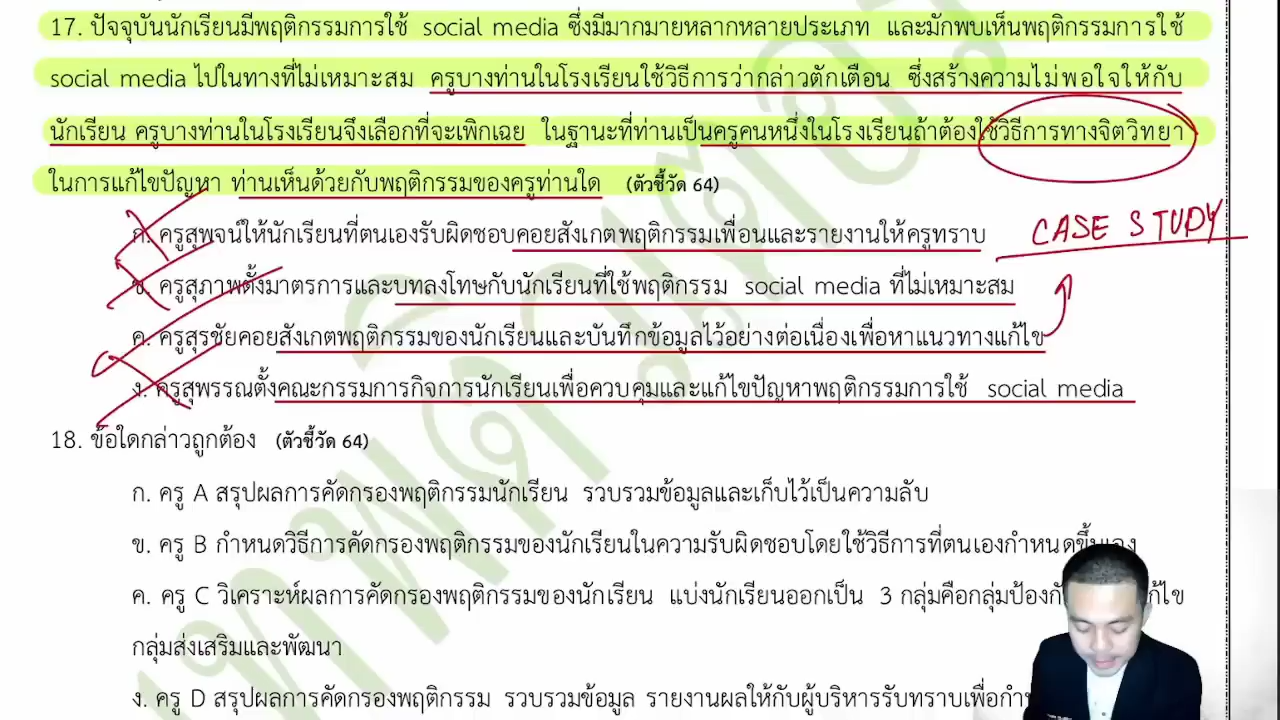 17. ปัจจุบันนักเรียนมีพฤติกรรมการใช้ social media ซึ่งมีมากมายหลากหลายประเภท และมักพบเห็นพฤติกรรมการใช้
social media ไปในทางที่ไม่เหมาะสม ครูบางท่านในโรงเรียนใช้วิธีการว่ากล่าวตักเตือน ซึ่งสร้างความไม่พอใจให้กับ
นักเรียน ครูบางท่านในโรงเรียนจึงเลือกที่จะเพิกเฉย ในฐานะที่ท่านเป็นครูคนหนึ่งในโรงเรียนถ้าต้องใช้วิธีการทางจิตวิทยา
ในการแก้ไขปัญหา ท่านเห็นด้วยกับพฤติกรรมของครูท่านใด (ตัวชี้วัด 64)
ก. ครูสุพจน์ให้นักเรียนที่ตนเองรับผิดชอบคอยสังเกตพฤติกรรมเพื่อนและรายงานให้ครูทราบ
CASE STUDY
ข. ครูสุภาพตั้งมาตรการและบทลงโทษกับนักเรียนที่ใช้พฤติกรรม social media ที่ไม่เหมาะสม
ค. ครูสุรชัยคอยสังเกตพฤติกรรมของนักเรียนและบันทึกข้อมูลไว้อย่างต่อเนื่องเพื่อหาแนวทางแก้ไข
ง. ครูสุพรรณตั้งคณะกรรมการกิจการนักเรียนเพื่อควบคุมและแก้ไขปัญหาพฤติกรรมการใช้ social media
18. ข้อใดกล่าวถูกต้อง (ตัวชี้วัด 64)
ก. ครู A สรุปผลการคัดกรองพฤติกรรมนักเรียน รวบรวมข้อมูลและเก็บไว้เป็นความลับ
ข. ครู B กำหนดวิธีการคัดกรองพฤติกรรมของนักเรียนในความรับผิดชอบโดยใช้วิธีการที่ตนเองกำหนดขึ้นเอง
ค. ครู C วิเคราะห์ผลการคัดกรองพฤติกรรมของนักเรียน แบ่งนักเรียนออกเป็น 3 กลุ่มคือกลุ่มป้องกัน
กลุ่มส่งเสริมและพัฒนา
ง. ครู D สรุปผลการคัดกรองพฤติกรรม รวบรวมข้อมูล รายงานผลให้กับผู้บริหารรับทราบเพื่อ